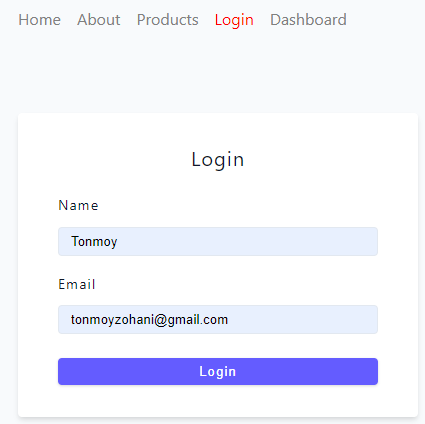 Home About Products Login Dashboard
Login
Name
Tonmoy
Email
tonmoyzohani@gmail.com
Login